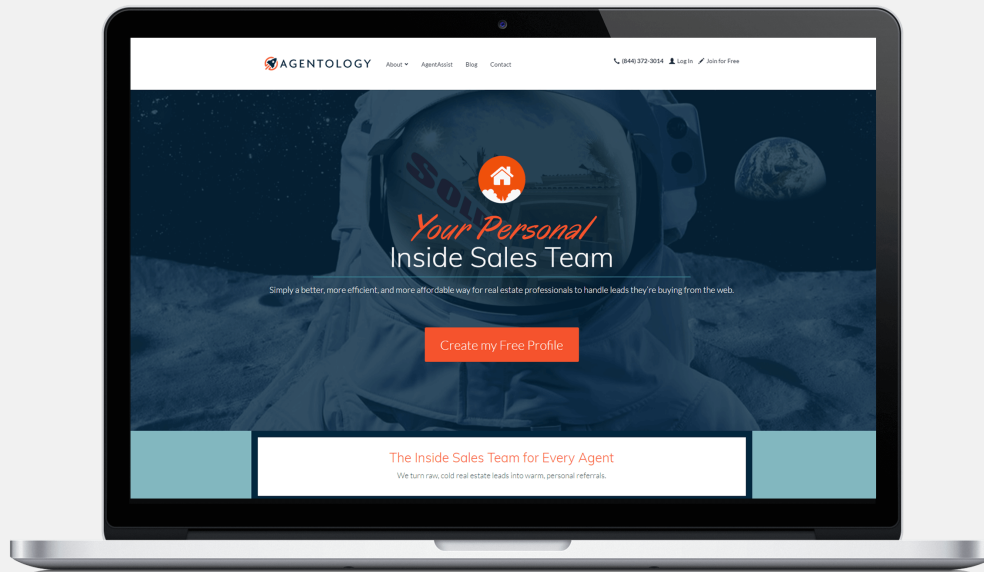 AGENTOLOGY About AgentAssist Blog Contact (844) 372-3014 Log In Join for Free
SOLD
Your Personal
Inside Sales Team
Simply a better, more efficient, and more affordable way for real estate professionals to handle leads they're buying from the web.
Create my Free Profile
The Inside Sales Team for Every Agent
We turn raw, cold real estate leads into warm, personal referrals.